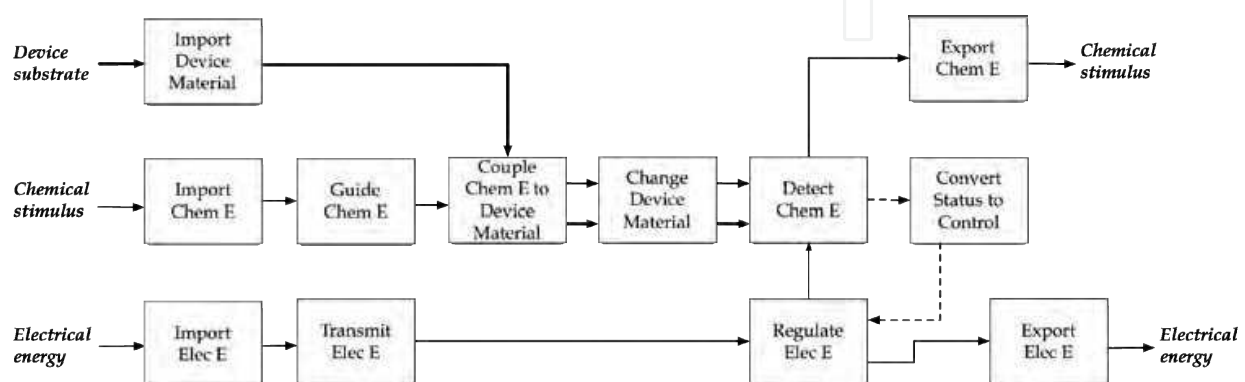 Device
substrate
Import
Device
Material
Export
Chem E
Chemical
stimulus
Chemical
stimulus
Import
Chem E
Guide
Chem E
Couple
Chem E to
Device
Material
Change
Device
Material
Detect
Chem E
Convert
Status to
Control
Electrical
energy
Import
Elec E
Transmit
Elec E
Regulate
Elec E
Export
Elec E
Electrical
energy